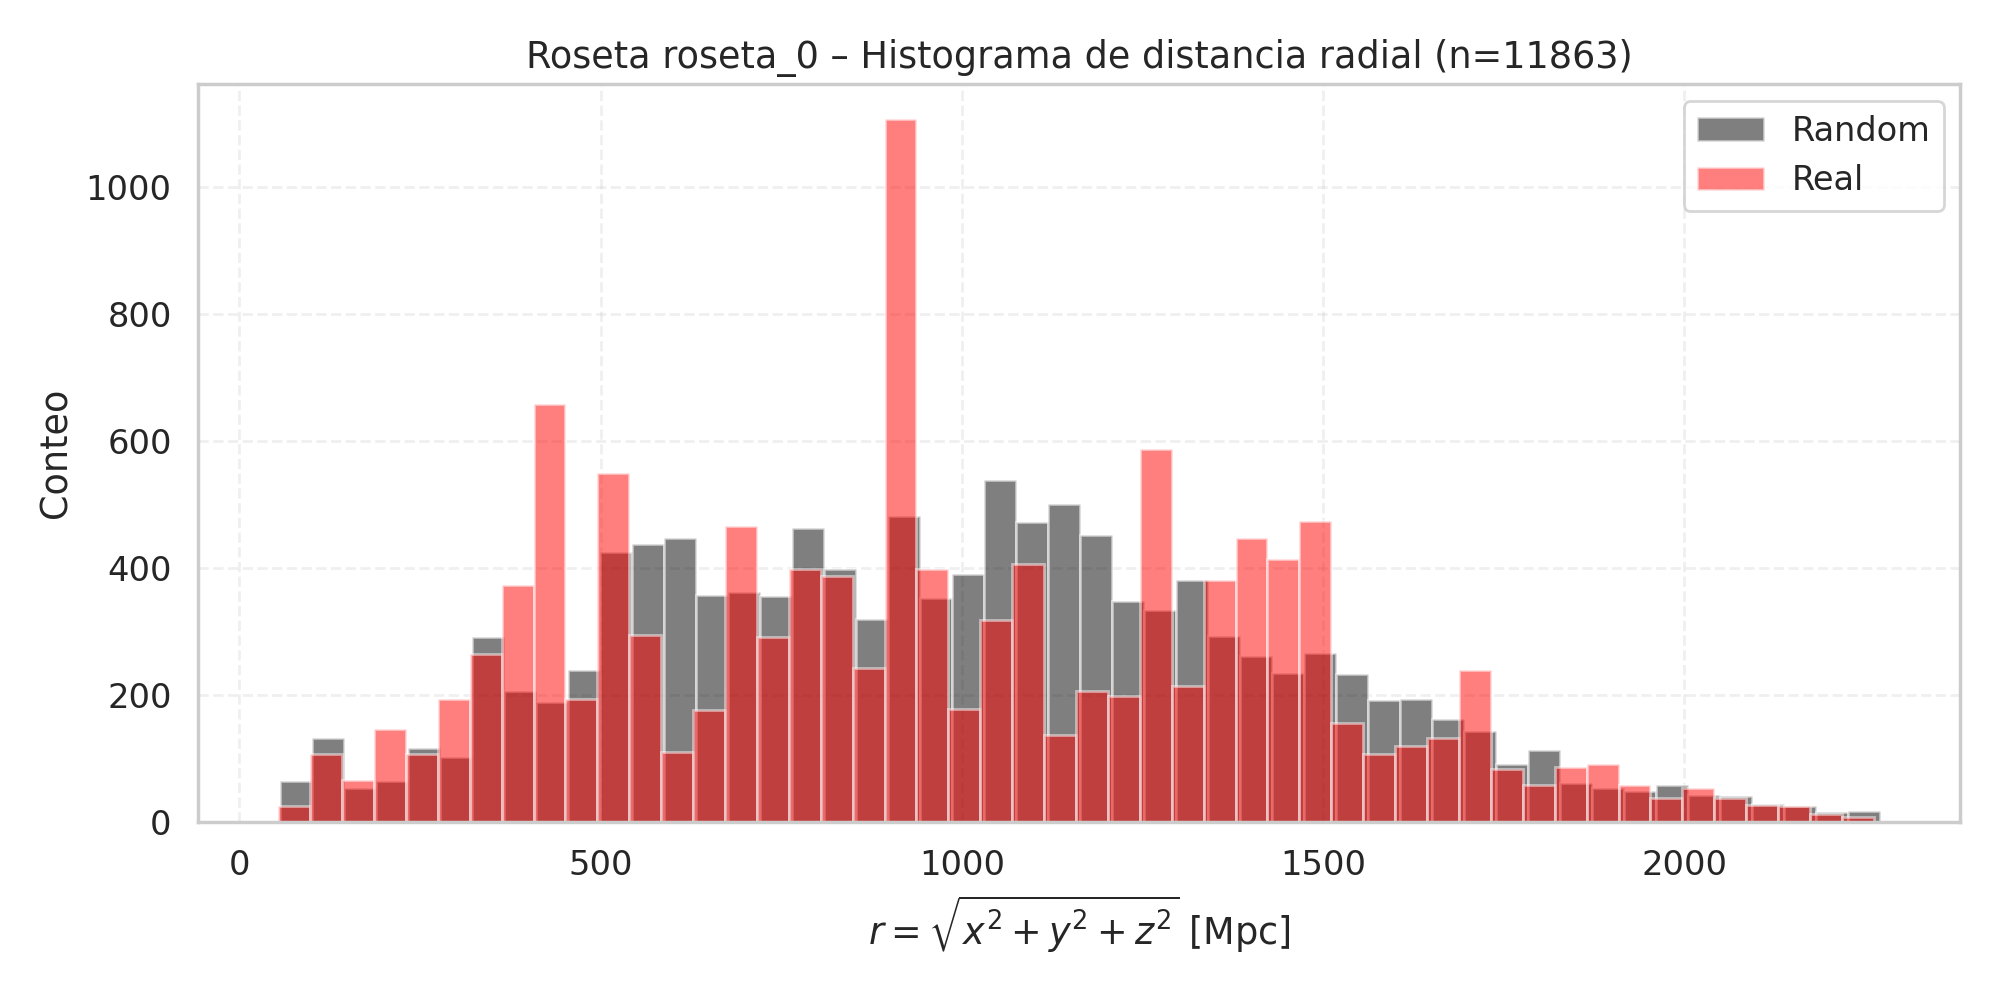 Roseta roseta_0 – Histograma de distancia radial (n=11863)
Random
Real
Conteo
1000
800
600
400
200
0
0 500 1000 1500 2000
r = √x² + y² + z² [Mpc]